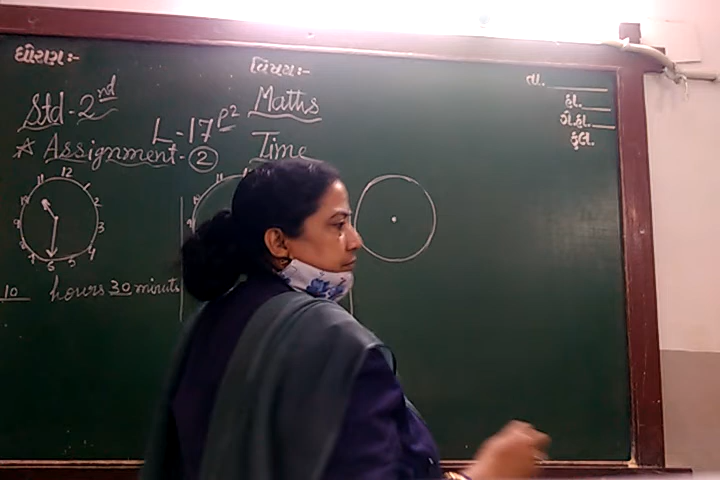 ધોરણઃ-
વિષયઃ-
તા.
હા.
ગે.હા.
કુલ.
Std-2nd
L-17 P2
Maths
☆ Assignment-②
Time
11 12 1 2 3 4 5 6 7 8 9 10
11
10 hours 30 minuts